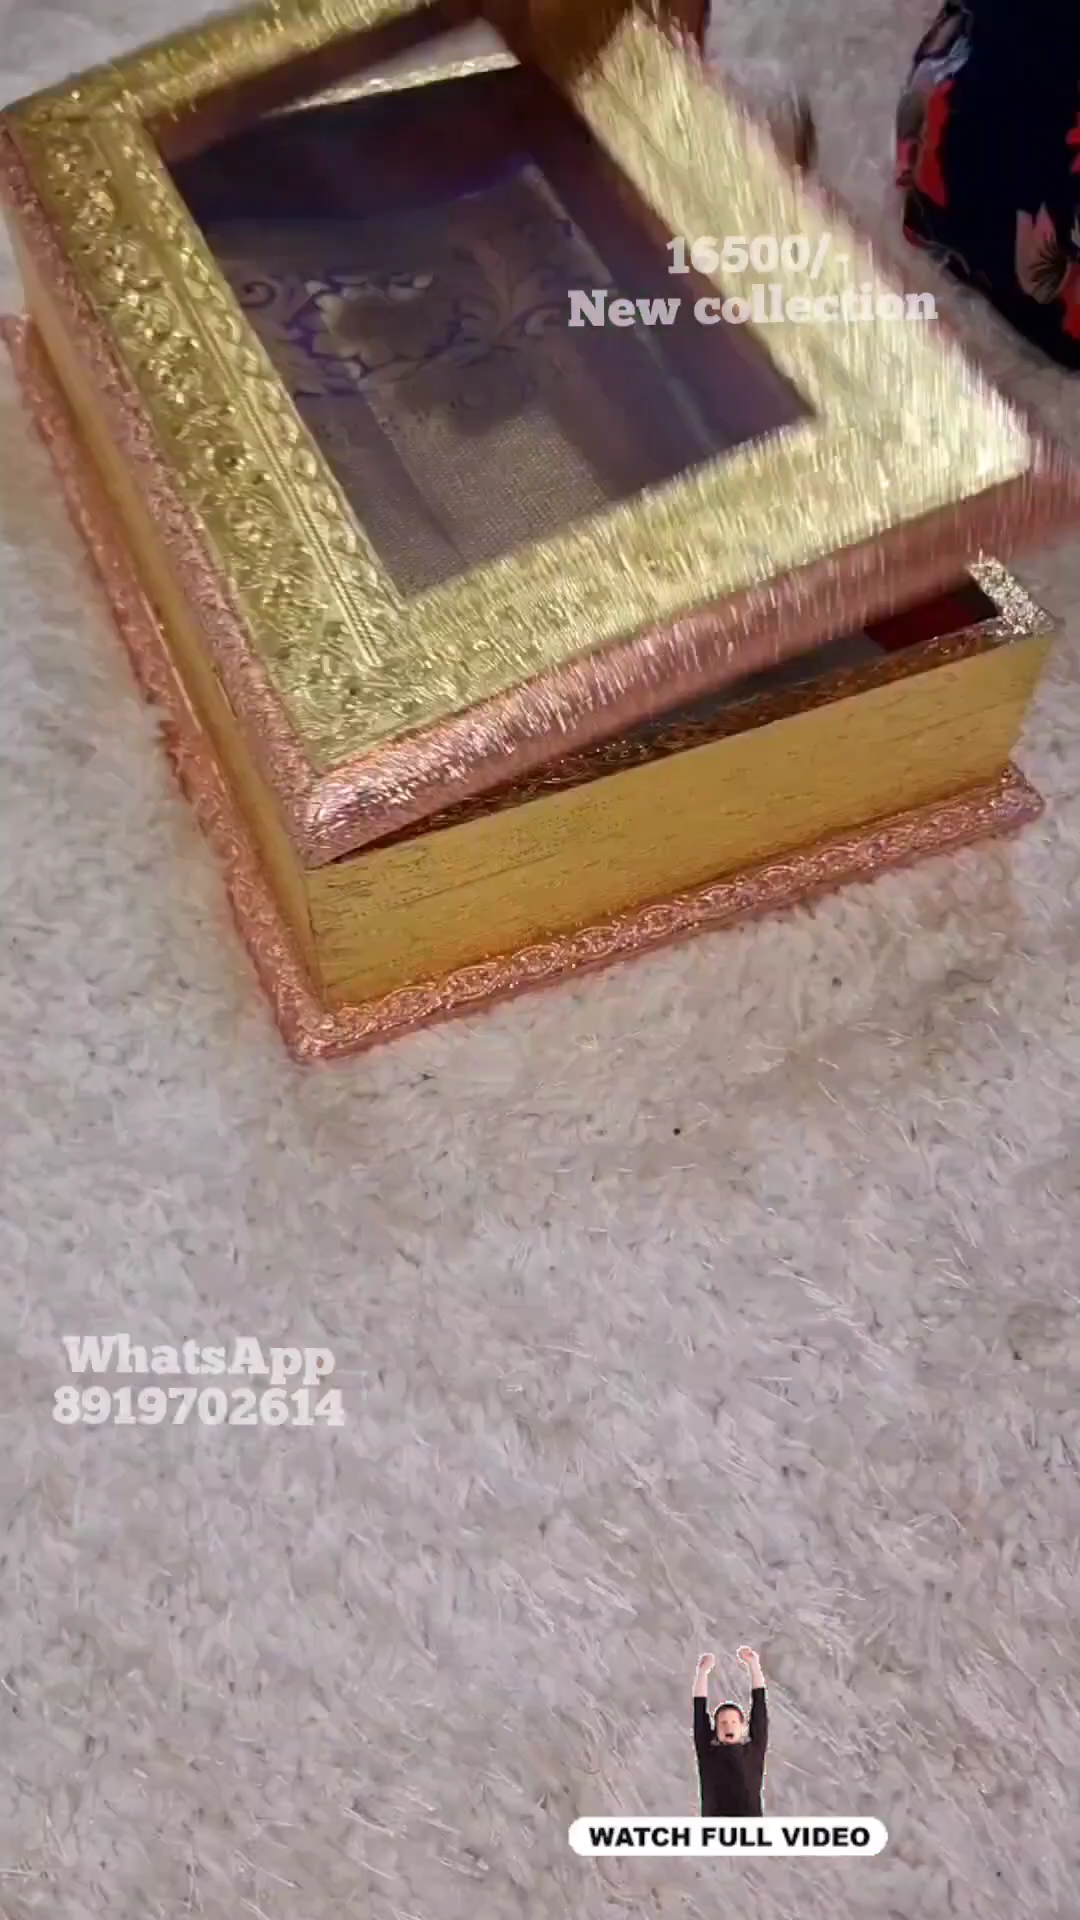 16500/-
New collection
WhatsApp
8919702614
WATCH FULL VIDEO